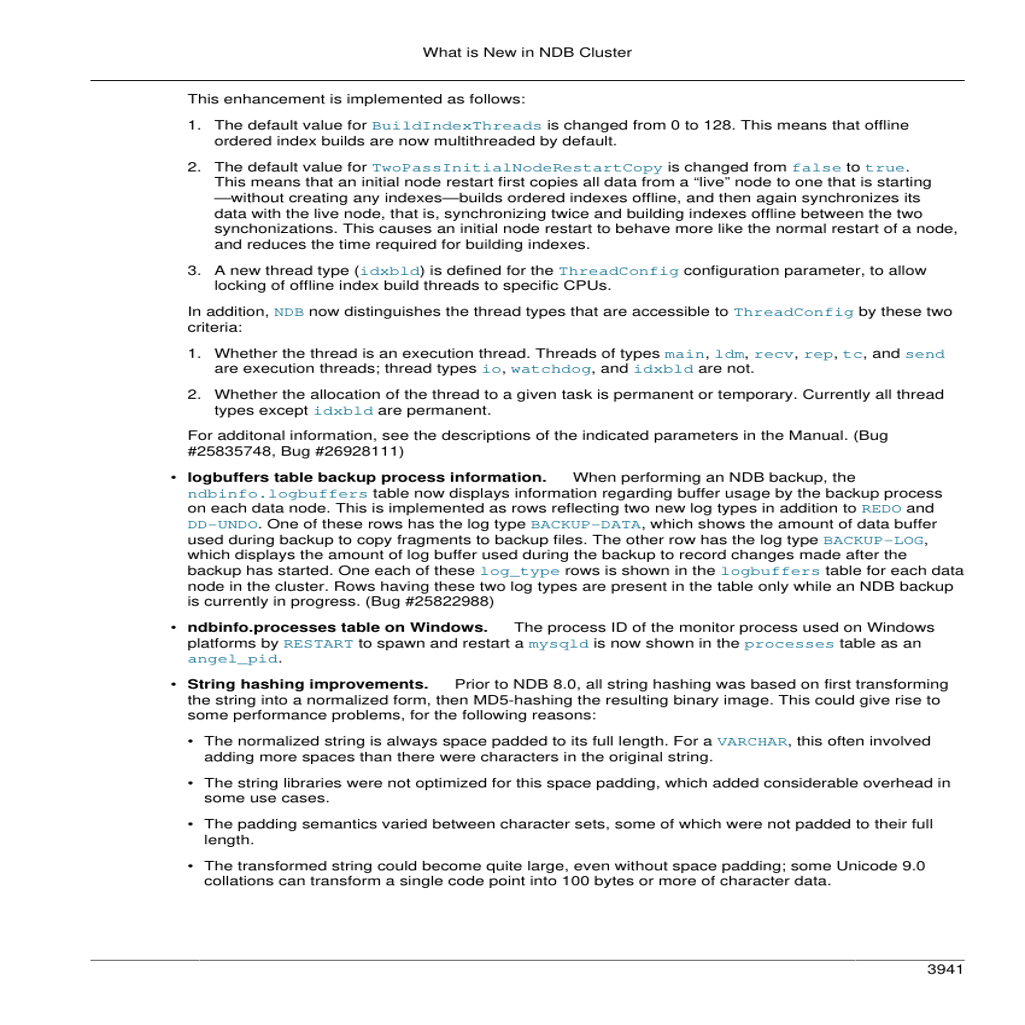 What is New in NDB Cluster
This enhancement is implemented as follows:
1. The default value for BuildIndexThreads is changed from 0 to 128. This means that offline
ordered index builds are now multithreaded by default.
2. The default value for TwoPassInitialNodeRestartCopy is changed from false to true.
This means that an initial node restart first copies all data from a “live” node to one that is starting
—without creating any indexes—builds ordered indexes offline, and then again synchronizes its
data with the live node, that is, synchronizing twice and building indexes offline between the two
synchonizations. This causes an initial node restart to behave more like the normal restart of a node,
and reduces the time required for building indexes.
3. A new thread type (idxbld) is defined for the ThreadConfig configuration parameter, to allow
locking of offline index build threads to specific CPUs.
In addition, NDB now distinguishes the thread types that are accessible to ThreadConfig by these two
criteria:
1. Whether the thread is an execution thread. Threads of types main, ldm, recv, rep, tc, and send
are execution threads; thread types io, watchdog, and idxbld are not.
2. Whether the allocation of the thread to a given task is permanent or temporary. Currently all thread
types except idxbld are permanent.
For additonal information, see the descriptions of the indicated parameters in the Manual. (Bug
#25835748, Bug #26928111)
• logbuffers table backup process information. When performing an NDB backup, the
ndbinfo.logbuffers table now displays information regarding buffer usage by the backup process
on each data node. This is implemented as rows reflecting two new log types in addition to REDO and
DD-UNDO. One of these rows has the log type BACKUP-DATA, which shows the amount of data buffer
used during backup to copy fragments to backup files. The other row has the log type BACKUP-LOG,
which displays the amount of log buffer used during the backup to record changes made after the
backup has started. One each of these log_type rows is shown in the logbuffers table for each data
node in the cluster. Rows having these two log types are present in the table only while an NDB backup
is currently in progress. (Bug #25822988)
• ndbinfo.processes table on Windows. The process ID of the monitor process used on Windows
platforms by RESTART to spawn and restart a mysqld is now shown in the processes table as an
angel_pid.
• String hashing improvements. Prior to NDB 8.0, all string hashing was based on first transforming
the string into a normalized form, then MD5-hashing the resulting binary image. This could give rise to
some performance problems, for the following reasons:
• The normalized string is always space padded to its full length. For a VARCHAR, this often involved
adding more spaces than there were characters in the original string.
• The string libraries were not optimized for this space padding, which added considerable overhead in
some use cases.
• The padding semantics varied between character sets, some of which were not padded to their full
length.
• The transformed string could become quite large, even without space padding; some Unicode 9.0
collations can transform a single code point into 100 bytes or more of character data.
3941